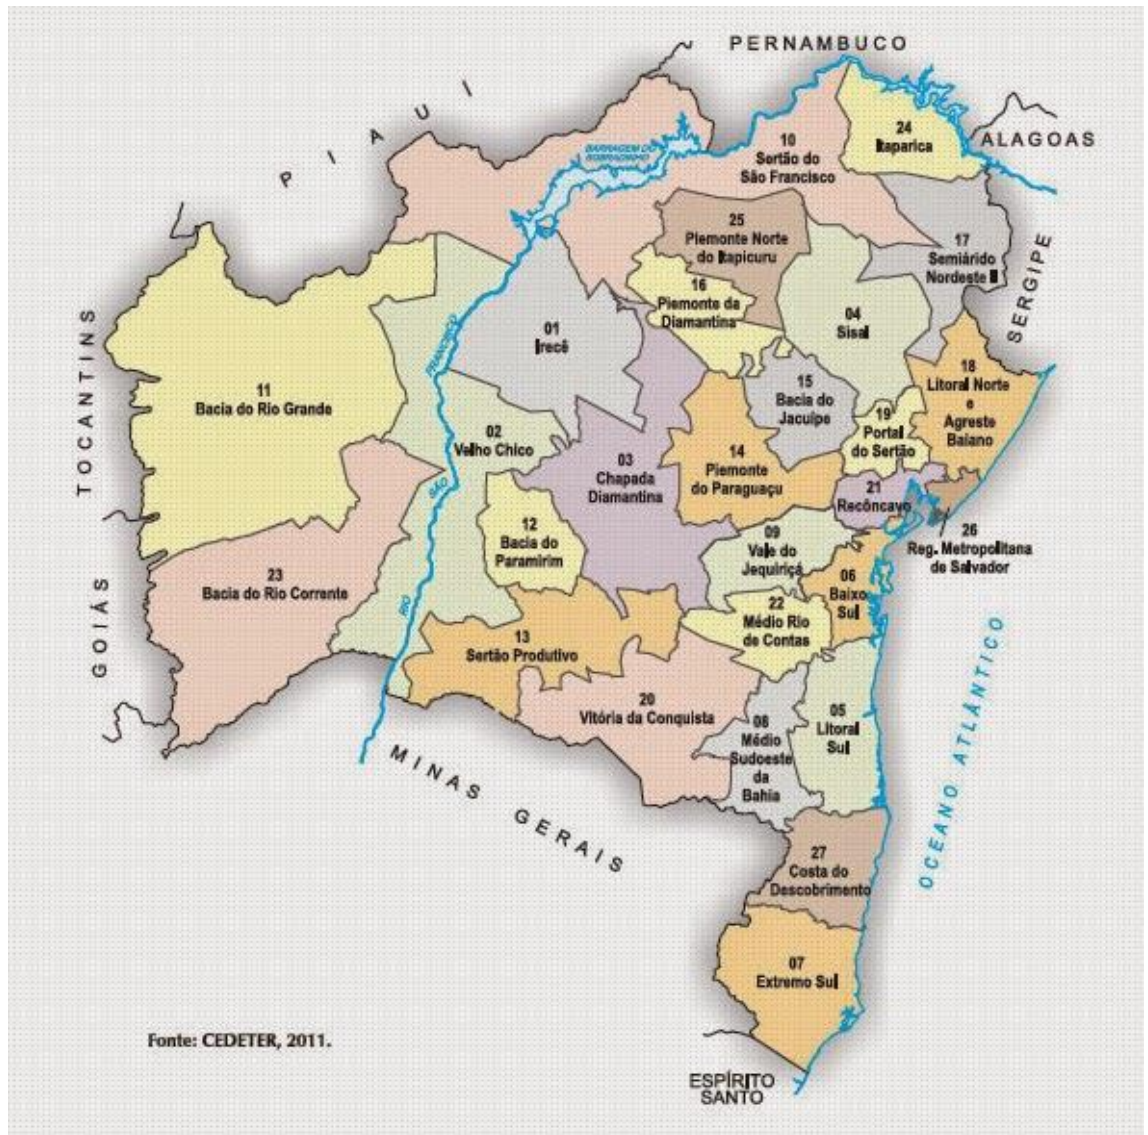 PERNAMBUCO
PIAUÍ
ALAGOAS
SERGIPE
TOCANTINS
GOIÁS
MINAS GERAIS
ESPÍRITO
SANTO
OCEANO ATLÂNTICO
BARRAGEM DO
SOBRADINHO
RIO
SÃO
FRANCISCO
24
Itaparica
10
Sertão do
São Francisco
25
Piemonte Norte
do Itapicuru
17
Semiárido
Nordeste II
16
Piemonte da
Diamantina
04
Sisal
01
Irecê
11
Bacia do Rio Grande
15
Bacia do
Jacuípe
18
Litoral Norte
e
Agreste
Baiano
19
Portal
do Sertão
02
Velho Chico
03
Chapada
Diamantina
14
Piemonte
do Paraguaçu
21
Recôncavo
26
Reg. Metropolitana
de Salvador
12
Bacia do
Paramirim
09
Vale do
Jequiriçá
06
Baixo
Sul
23
Bacia do Rio Corrente
22
Médio Rio
de Contas
13
Sertão Produtivo
20
Vitória da Conquista
08
Médio
Sudoeste
da
Bahia
05
Litoral
Sul
27
Costa do
Descobrimento
07
Extremo Sul
Fonte: CEDETER, 2011.